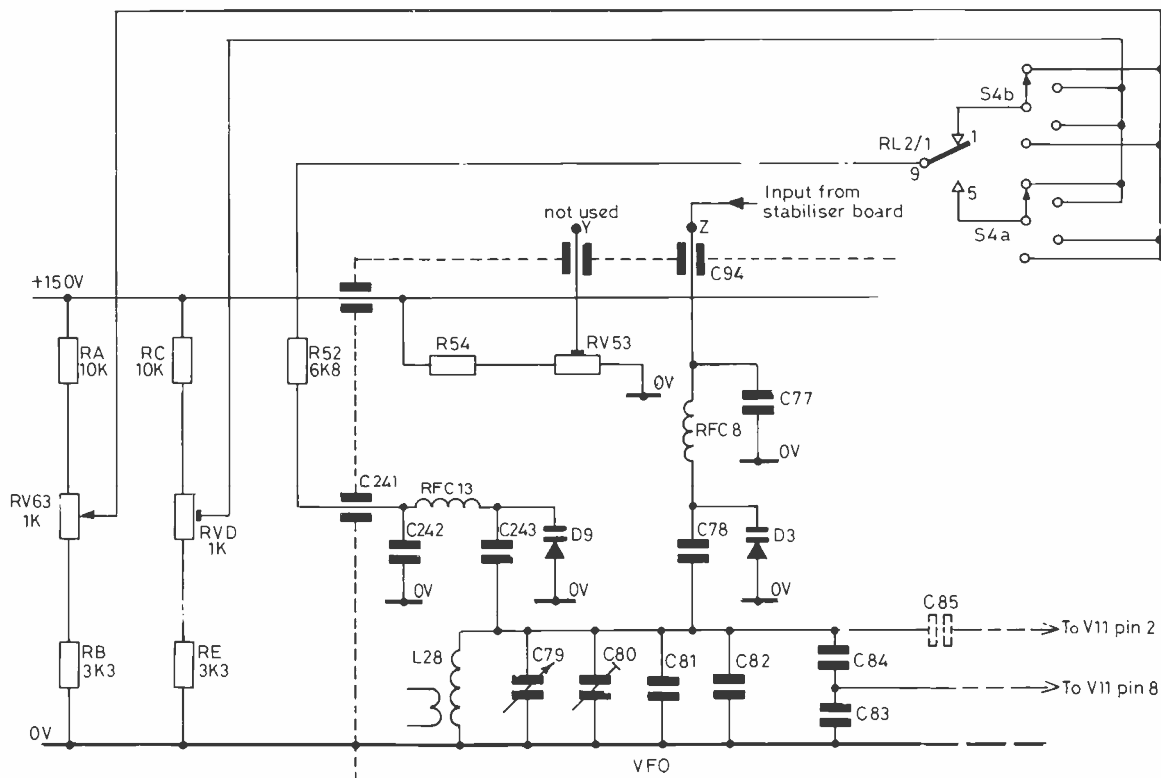 S4b
RL2/1
1
9
5
Input from
stabiliser board
not used
Y
Z
S4a
C94
+150V
RA
10K
RC
10K
R52
6K8
R54
RV53
0V
C77
RFC8
0V
C241
RFC13
RV63
1K
RVD
1K
C242
C243
D9
C78
D3
0V
0V
0V
C85
To V11 pin 2
RB
3K3
RE
3K3
L28
C79
C80
C81
C82
C84
To V11 pin 8
C83
0V
VFO